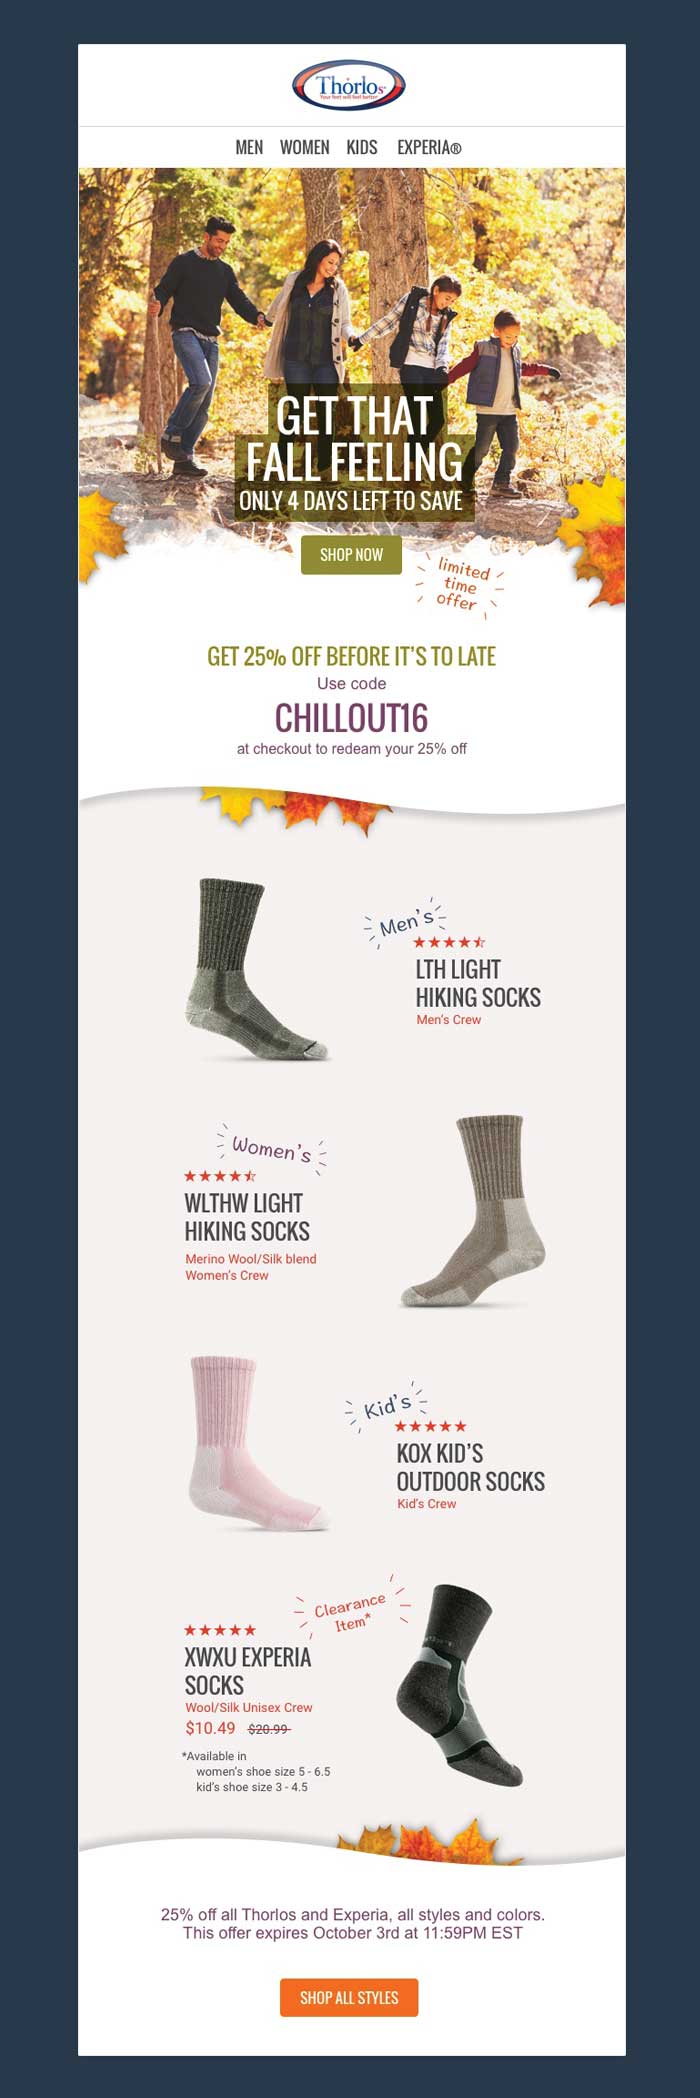 Thorlos®
Your feet will feel better
MEN WOMEN KIDS EXPERIA®
GET THAT
FALL FEELING
ONLY 4 DAYS LEFT TO SAVE
SHOP NOW
limited
time
offer
GET 25% OFF BEFORE IT'S TO LATE
Use code
CHILLOUT16
at checkout to redeam your 25% off
Men's
LTH LIGHT
HIKING SOCKS
Men's Crew
Women's
WLTHW LIGHT
HIKING SOCKS
Merino Wool/Silk blend
Women's Crew
Kid's
KOX KID'S
OUTDOOR SOCKS
Kid's Crew
Clearance
Item*
XWXU EXPERIA
SOCKS
Wool/Silk Unisex Crew
$10.49 $20.99
*Available in
women's shoe size 5 - 6.5
kid's shoe size 3 - 4.5
25% off all Thorlos and Experia, all styles and colors.
This offer expires October 3rd at 11:59PM EST
SHOP ALL STYLES